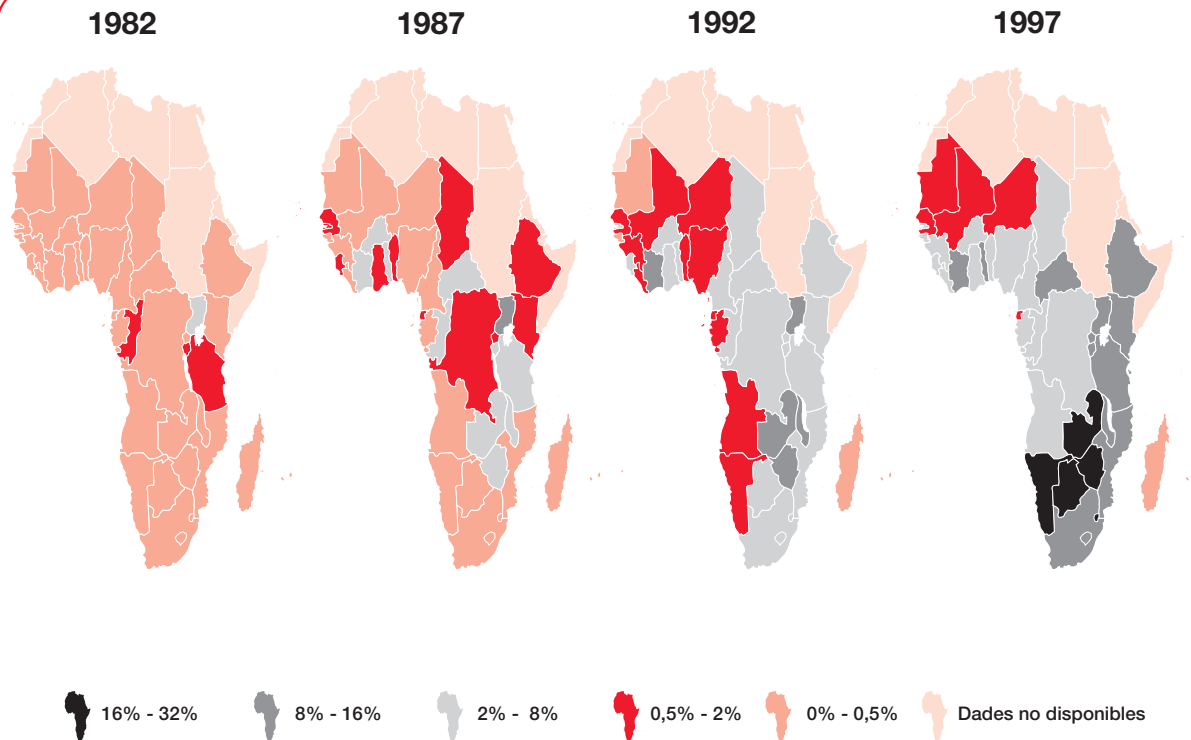 1982 1987 1992 1997
16% - 32% 8% - 16% 2% - 8% 0,5% - 2% 0% - 0,5% Dades no disponibles